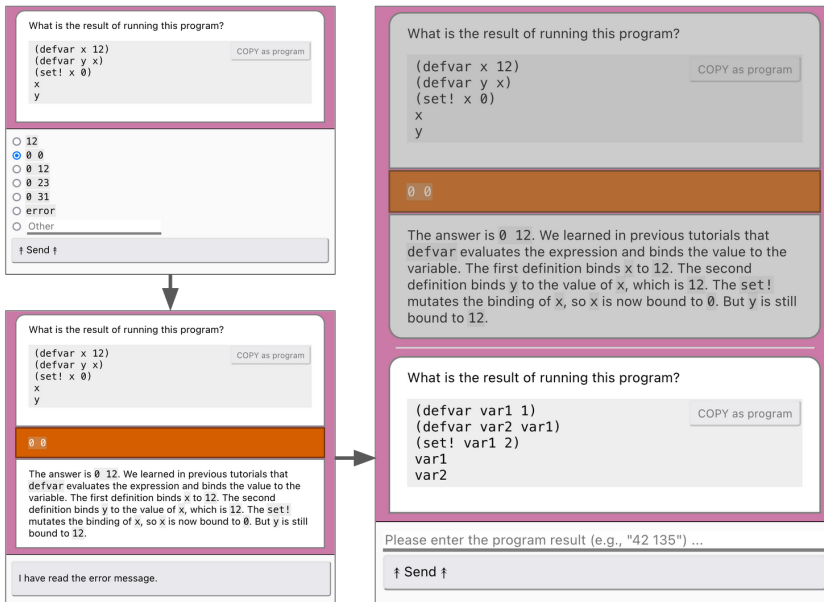 What is the result of running this program?
(defvar x 12)
COPY as program
(defvar y x)
(set! x 0)
x
y
12
0 0
0 12
0 23
0 31
error
Other
↟ Send ↟
What is the result of running this program?
(defvar x 12)
COPY as program
(defvar y x)
(set! x 0)
x
y
0 0
The answer is 0 12. We learned in previous tutorials that
defvar evaluates the expression and binds the value to the
variable. The first definition binds x to 12. The second
definition binds y to the value of x, which is 12. The set!
mutates the binding of x, so x is now bound to 0. But y is still
bound to 12.
I have read the error message.
What is the result of running this program?
(defvar x 12)
COPY as program
(defvar y x)
(set! x 0)
x
y
0 0
The answer is 0 12. We learned in previous tutorials that
defvar evaluates the expression and binds the value to the
variable. The first definition binds x to 12. The second
definition binds y to the value of x, which is 12. The set!
mutates the binding of x, so x is now bound to 0. But y is still
bound to 12.
What is the result of running this program?
(defvar var1 1)
COPY as program
(defvar var2 var1)
(set! var1 2)
var1
var2
Please enter the program result (e.g., "42 135") ...
↟ Send ↟